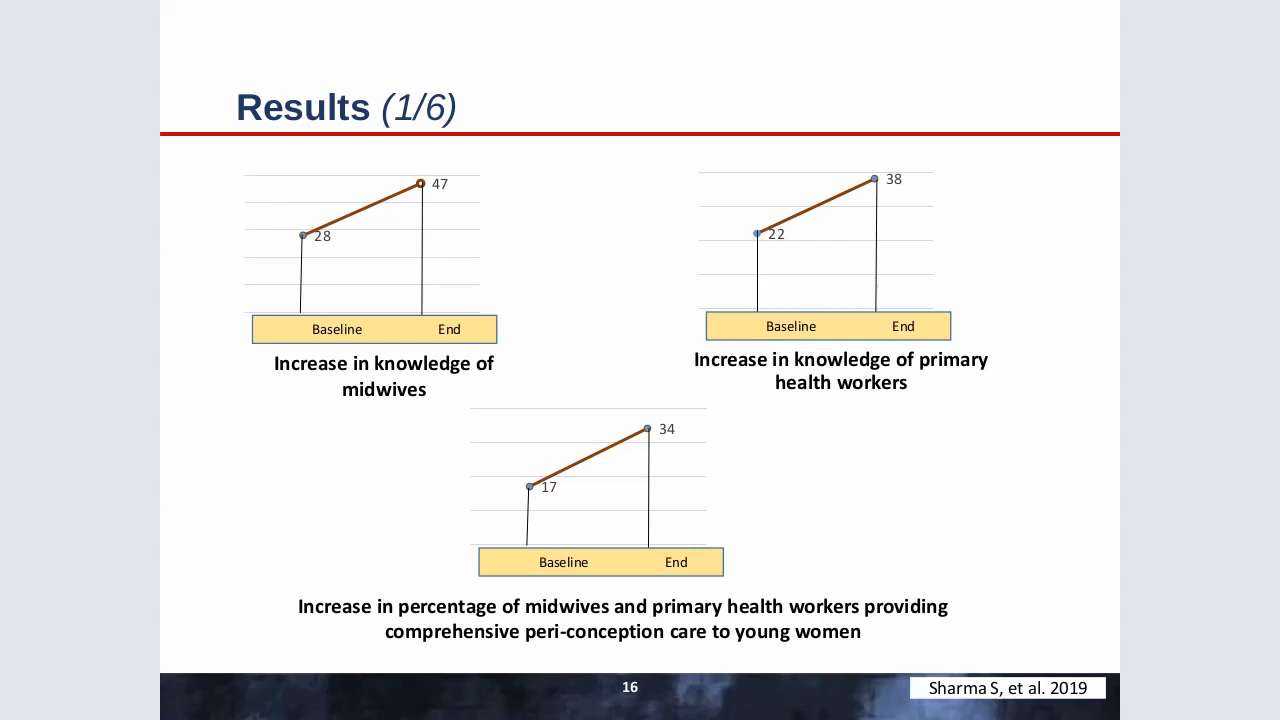 Results (1/6)
47
28
Baseline End
Increase in knowledge of
midwives
38
22
Baseline End
Increase in knowledge of primary
health workers
34
17
Baseline End
Increase in percentage of midwives and primary health workers providing
comprehensive peri-conception care to young women
16
Sharma S, et al. 2019